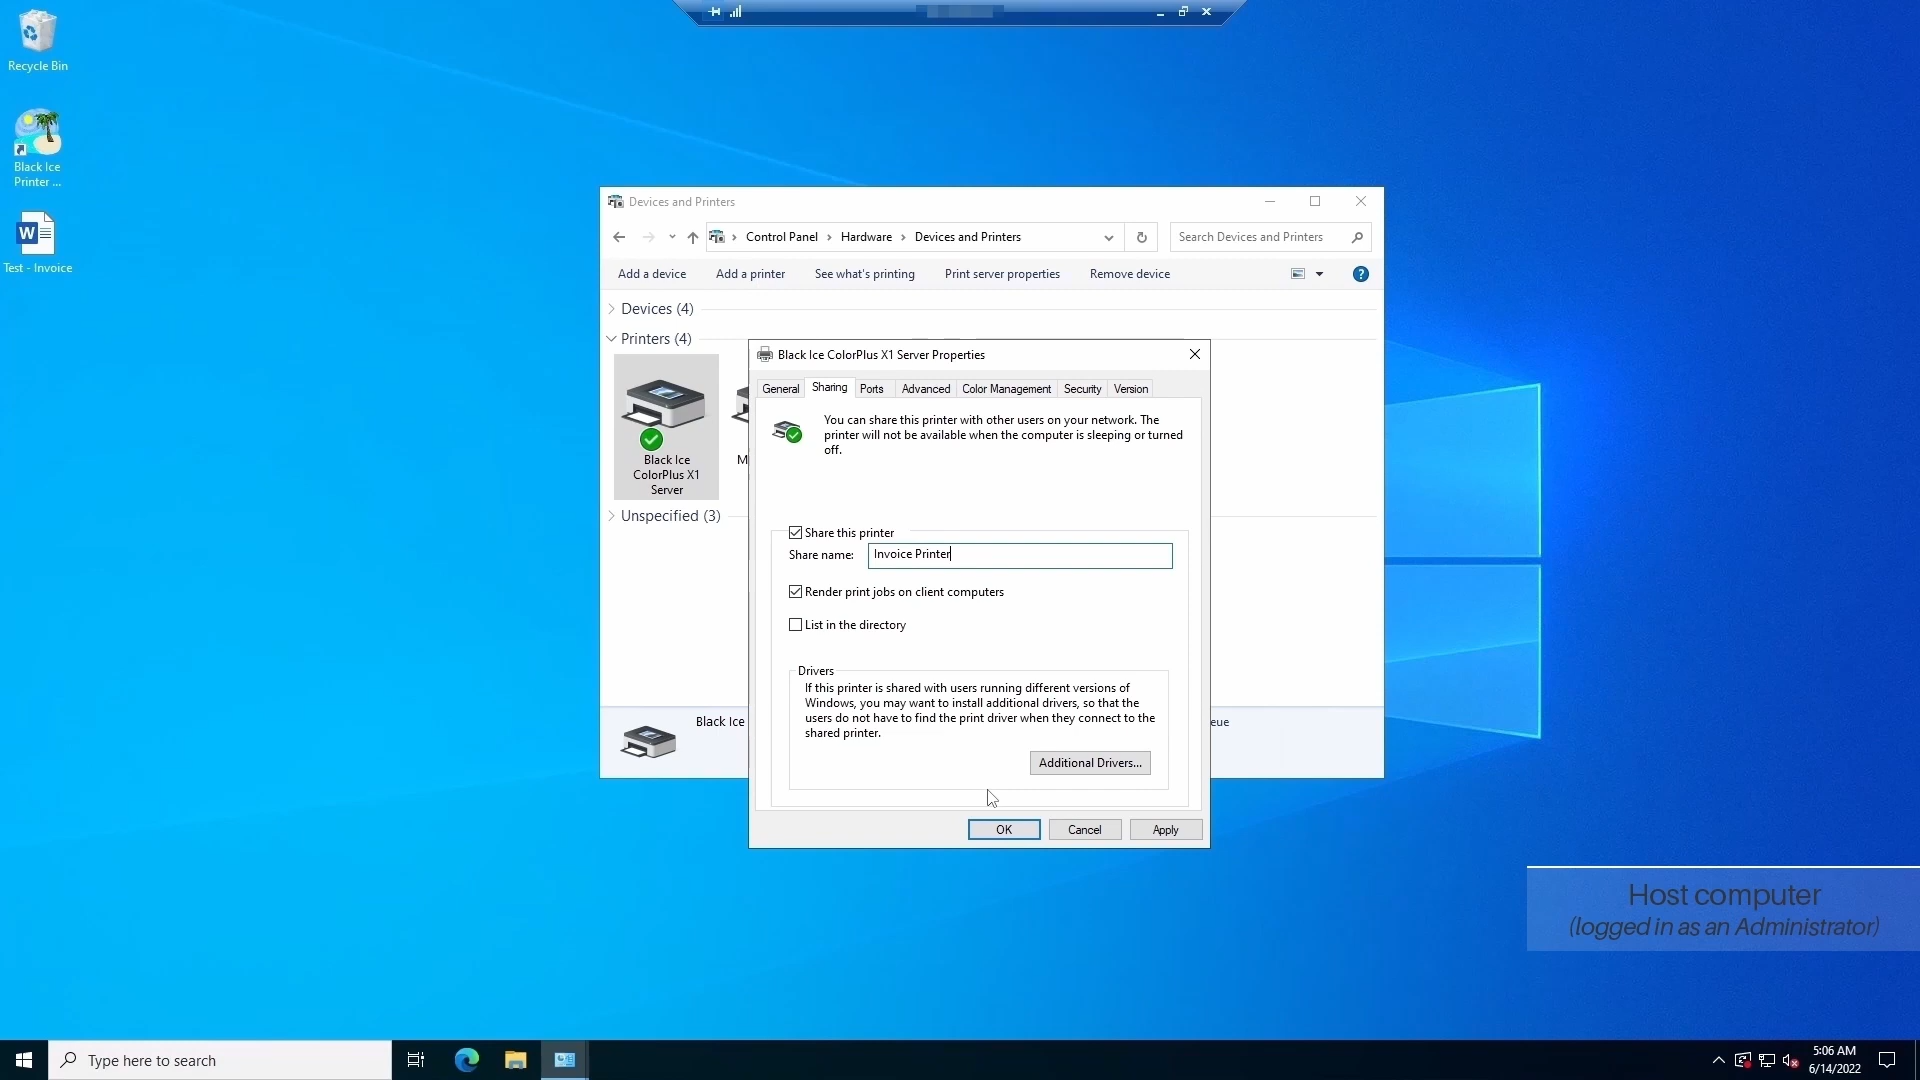 Recycle Bin
Black Ice
Printer ...
Test - Invoice
Devices and Printers
Control Panel
Hardware
Devices and Printers
Search Devices and Printers
Add a device
Add a printer
See what's printing
Print server properties
Remove device
Devices (4)
Printers (4)
Black Ice
ColorPlus X1
Server
M
Unspecified (3)
Black Ice
eue
Black Ice ColorPlus X1 Server Properties
General
Sharing
Ports
Advanced
Color Management
Security
Version
You can share this printer with other users on your network. The
printer will not be available when the computer is sleeping or turned
off.
Share this printer
Share name:
Invoice Printer
Render print jobs on client computers
List in the directory
Drivers
If this printer is shared with users running different versions of
Windows, you may want to install additional drivers, so that the
users do not have to find the print driver when they connect to the
shared printer.
Additional Drivers...
OK
Cancel
Apply
Host computer
(logged in as an Administrator)
Type here to search
5:06 AM
6/14/2022